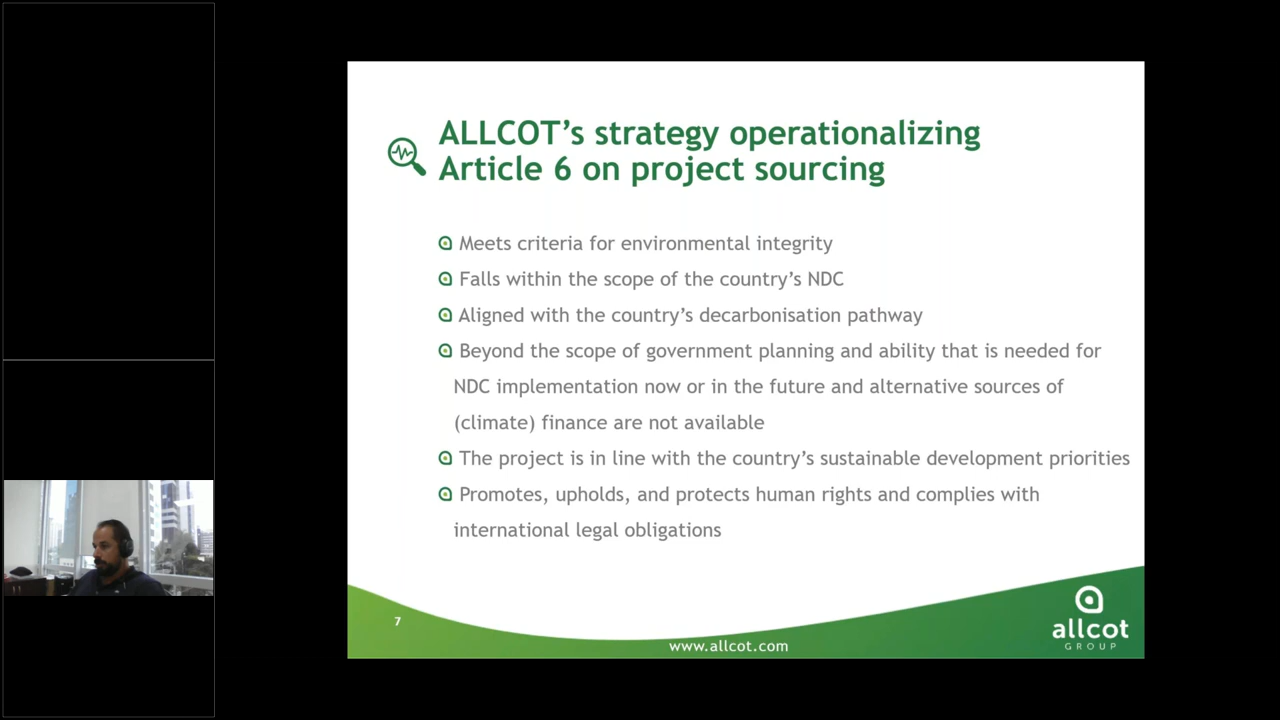 ALLCOT’s strategy operationalizing
Article 6 on project sourcing
Meets criteria for environmental integrity
Falls within the scope of the country’s NDC
Aligned with the country’s decarbonisation pathway
Beyond the scope of government planning and ability that is needed for
NDC implementation now or in the future and alternative sources of
(climate) finance are not available
The project is in line with the country’s sustainable development priorities
Promotes, upholds, and protects human rights and complies with
international legal obligations
7
www.allcot.com
allcot
GROUP